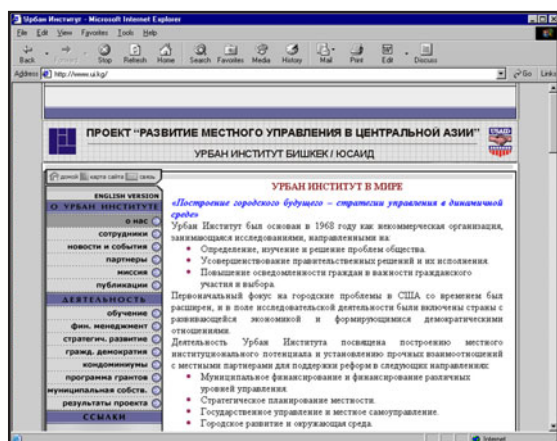 Урбан Институт - Microsoft Internet Explorer
File Edit View Favorites Tools Help
Back Forward Stop Refresh Home Search Favorites Media History Mail Print Edit Discuss
Address http://www.ui.kg/ Go Links
ПРОЕКТ “РАЗВИТИЕ МЕСТНОГО УПРАВЛЕНИЯ В ЦЕНТРАЛЬНОЙ АЗИИ”
УРБАН ИНСТИТУТ БИШКЕК / ЮСАИД
USAID
домой карта сайта связь
ENGLISH VERSION
О УРБАН ИНСТИТУТЕ
о нас
сотрудники
новости и события
партнеры
миссия
публикации
ДЕЯТЕЛЬНОСТЬ
обучение
фин. менеджмент
стратегич. развитие
гражд. демократия
кондоминиумы
программа грантов
муниципальная собств.
результаты проекта
ССЫЛКИ
УРБАН ИНСТИТУТ В МИРЕ
«Построение городского будущего – стратегии управления в динамичной
среде»
Урбан Институт был основан в 1968 году как некоммерческая организация,
занимающаяся исследованиями, направленными на:
• Определение, изучение и решение проблем общества.
• Усовершенствование правительственных решений и их исполнения.
• Повышение осведомленности граждан в важности гражданского
участия и выбора.
Первоначальный фокус на городские проблемы в США со временем был
расширен, и в поле исследовательской деятельности были включены страны с
развивающейся экономикой и формирующимися демократическими
отношениями.
Деятельность Урбан Института посвящена построению местного
институционального потенциала и установлению прочных взаимоотношений
с местными партнерами для поддержки реформ в следующих направлениях:
• Муниципальное финансирование и финансирование различных
уровней управления.
• Стратегическое планирование местности.
• Государственное управление и местное самоуправление.
• Городское развитие и окружающая среда.
Internet